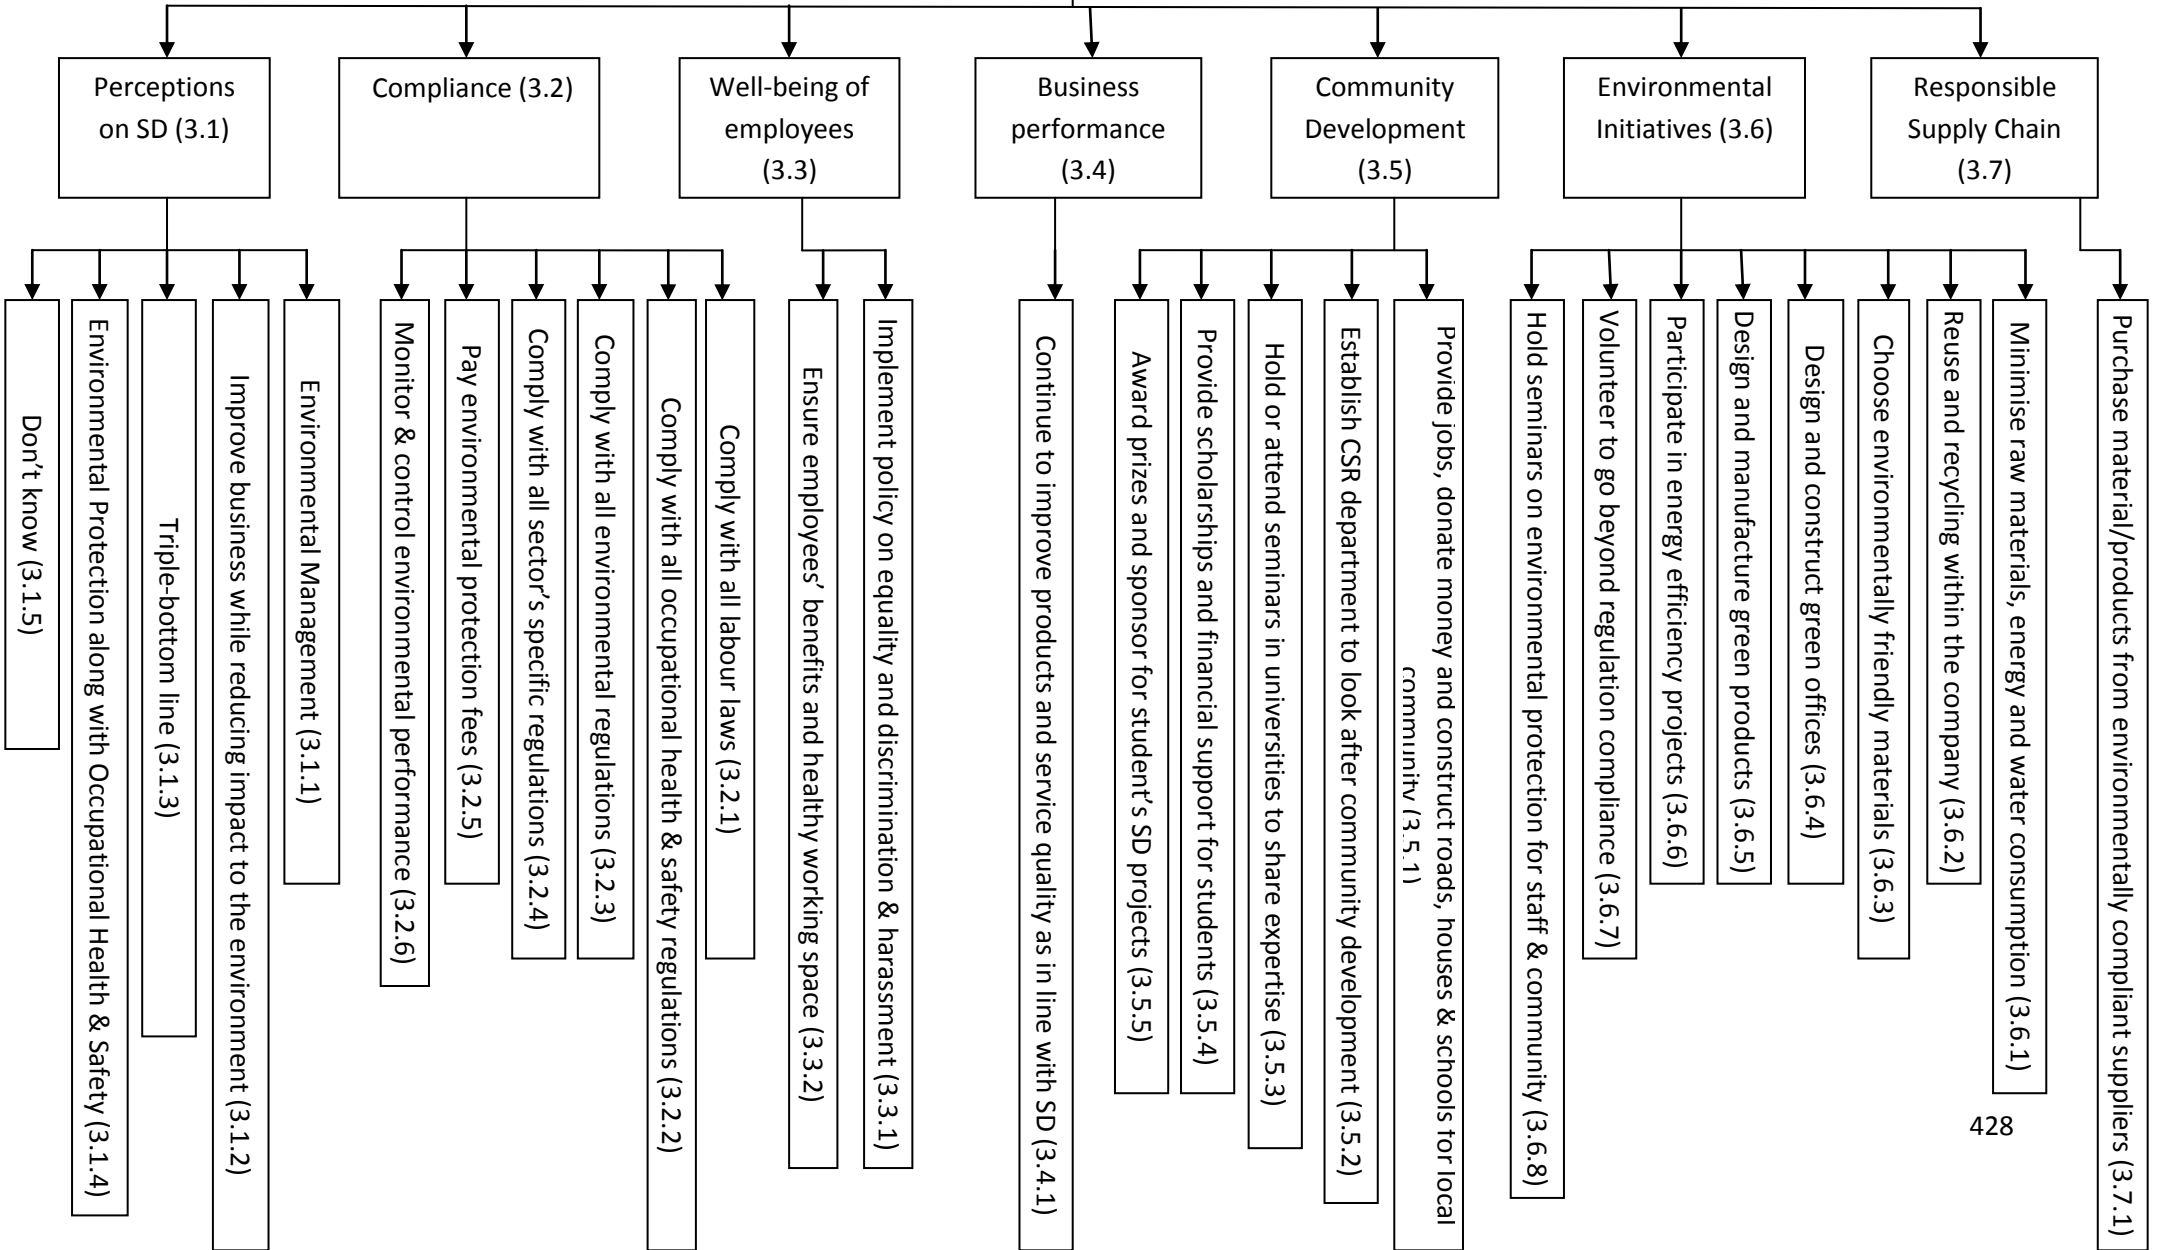 Perceptions
on SD (3.1)
Compliance (3.2)
Well-being of
employees
(3.3)
Business
performance
(3.4)
Community
Development
(3.5)
Environmental
Initiatives (3.6)
Responsible
Supply Chain
(3.7)
Don’t know (3.1.5)
Environmental Protection along with Occupational Health & Safety (3.1.4)
Triple-bottom line (3.1.3)
Improve business while reducing impact to the environment (3.1.2)
Environmental Management (3.1.1)
Monitor & control environmental performance (3.2.6)
Pay environmental protection fees (3.2.5)
Comply with all sector’s specific regulations (3.2.4)
Comply with all environmental regulations (3.2.3)
Comply with all occupational health & safety regulations (3.2.2)
Comply with all labour laws (3.2.1)
Ensure employees’ benefits and healthy working space (3.3.2)
Implement policy on equality and discrimination & harassment (3.3.1)
Continue to improve products and service quality as in line with SD (3.4.1)
Award prizes and sponsor for student’s SD projects (3.5.5)
Provide scholarships and financial support for students (3.5.4)
Hold or attend seminars in universities to share expertise (3.5.3)
Establish CSR department to look after community development (3.5.2)
Provide jobs, donate money and construct roads, houses & schools for local
community (3.5.1)
Hold seminars on environmental protection for staff & community (3.6.8)
Volunteer to go beyond regulation compliance (3.6.7)
Participate in energy efficiency projects (3.6.6)
Design and manufacture green products (3.6.5)
Design and construct green offices (3.6.4)
Choose environmentally friendly materials (3.6.3)
Reuse and recycling within the company (3.6.2)
Minimise raw materials, energy and water consumption (3.6.1)
Purchase material/products from environmentally compliant suppliers (3.7.1)
428